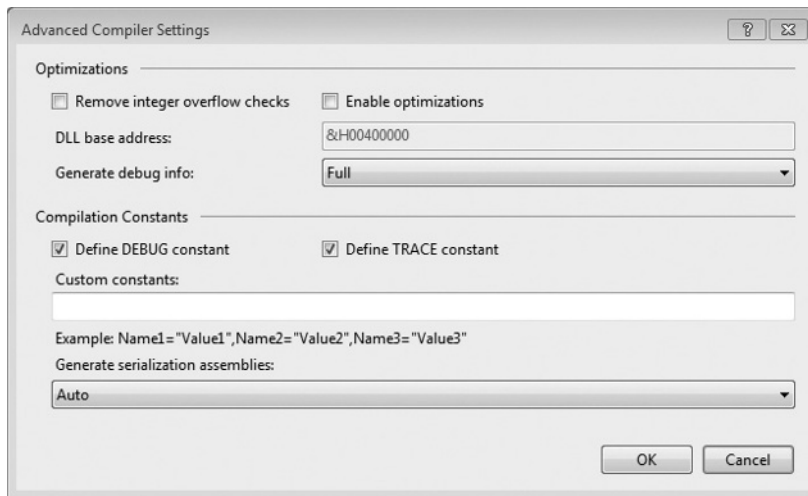 Advanced Compiler Settings
Optimizations
Remove integer overflow checks
Enable optimizations
DLL base address:
&H00400000
Generate debug info:
Full
Compilation Constants
Define DEBUG constant
Define TRACE constant
Custom constants:
Example: Name1="Value1",Name2="Value2",Name3="Value3"
Generate serialization assemblies:
Auto
OK
Cancel